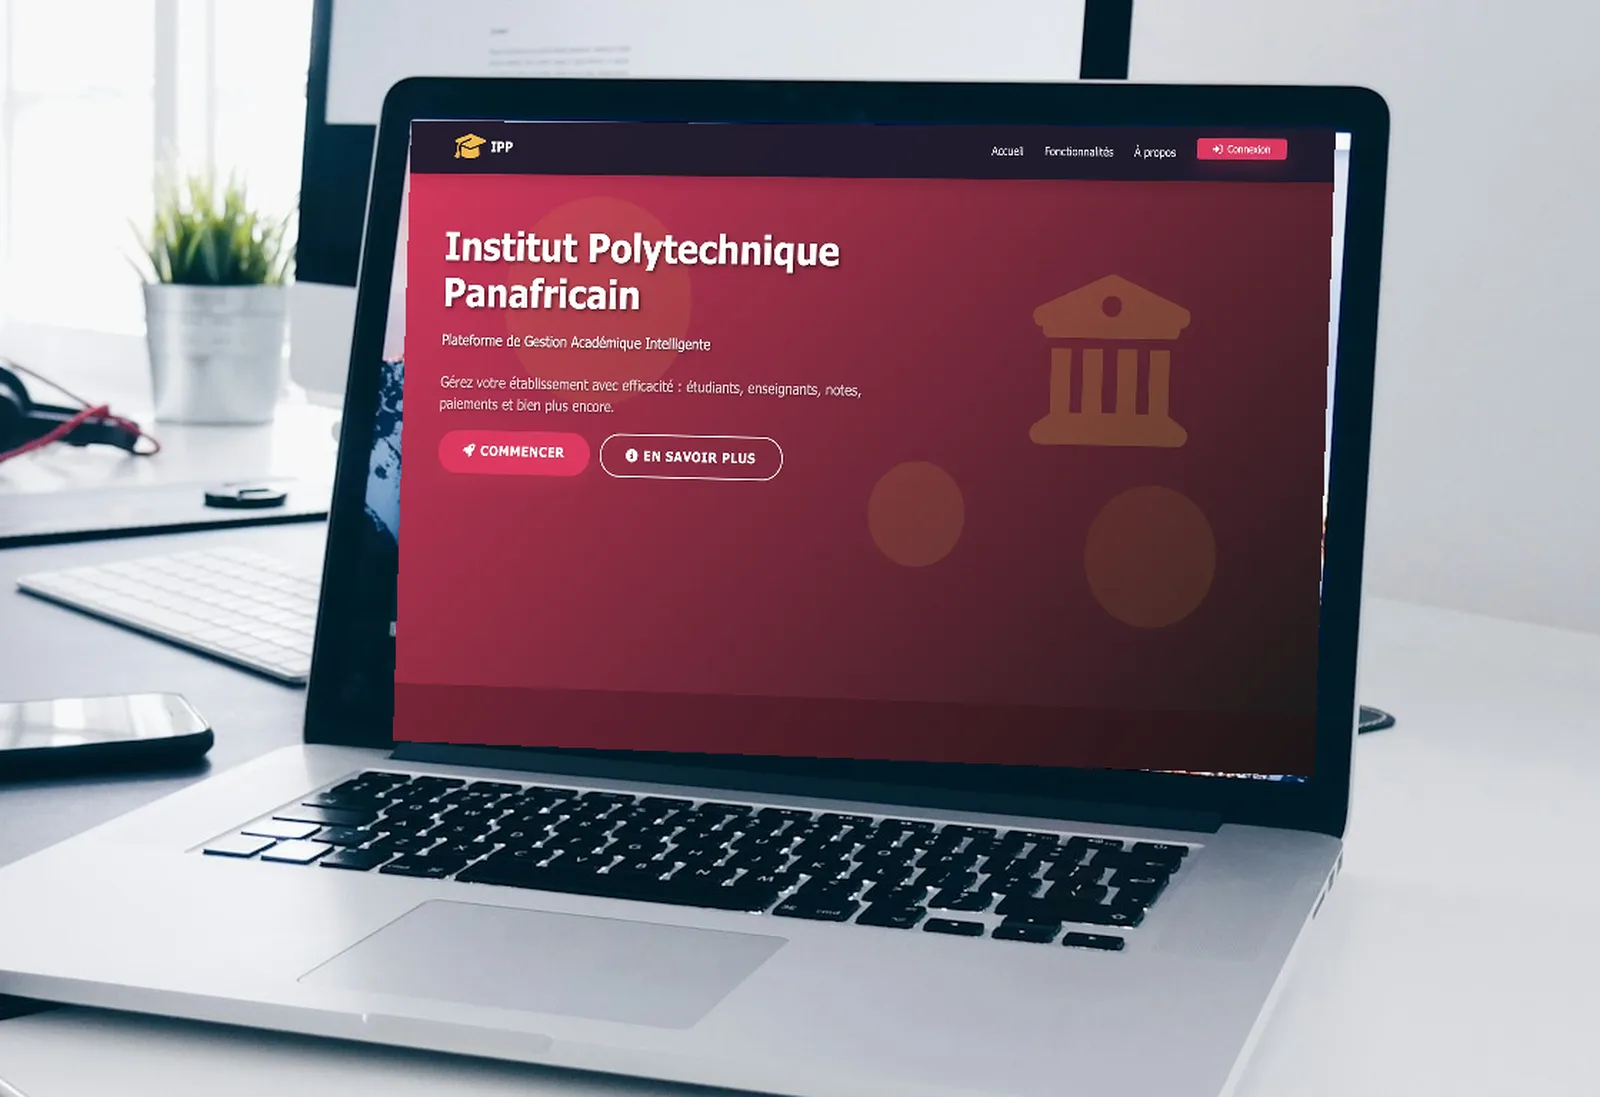 IPP
Accueil Fonctionnalités À propos Connexion
Institut Polytechnique
Panafricain
Plateforme de Gestion Académique Intelligente
Gérez votre établissement avec efficacité : étudiants, enseignants, notes,
paiements et bien plus encore.
COMMENCER EN SAVOIR PLUS
cmd